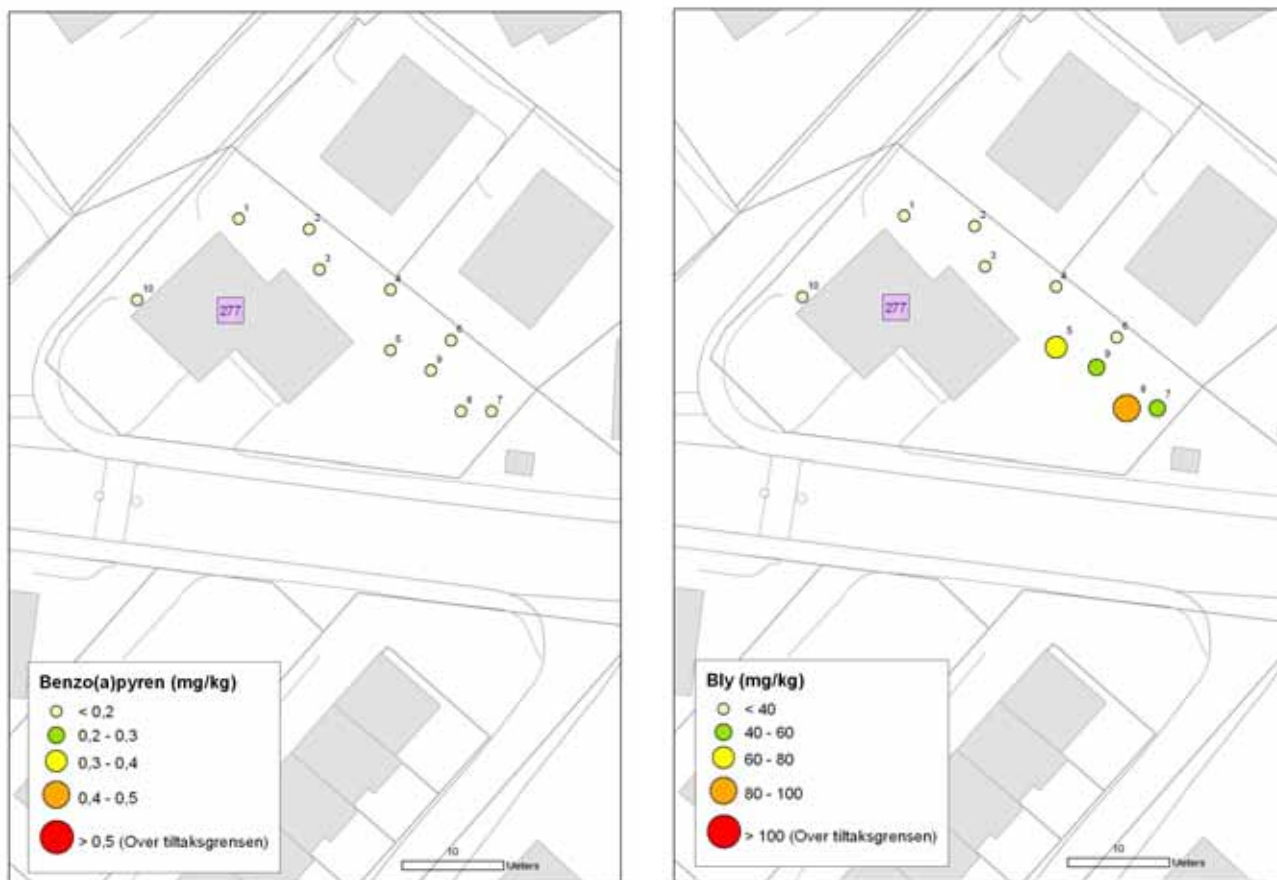 1
2
3
10
4
277
5
6
9
8
7
Benzo(a)pyren (mg/kg)
< 0,2
0,2 - 0,3
0,3 - 0,4
0,4 - 0,5
> 0,5 (Over tiltaksgrensen)
10
Meters
1
2
3
10
4
277
5
6
9
8
7
Bly (mg/kg)
< 40
40 - 60
60 - 80
80 - 100
> 100 (Over tiltaksgrensen)
10
Meters